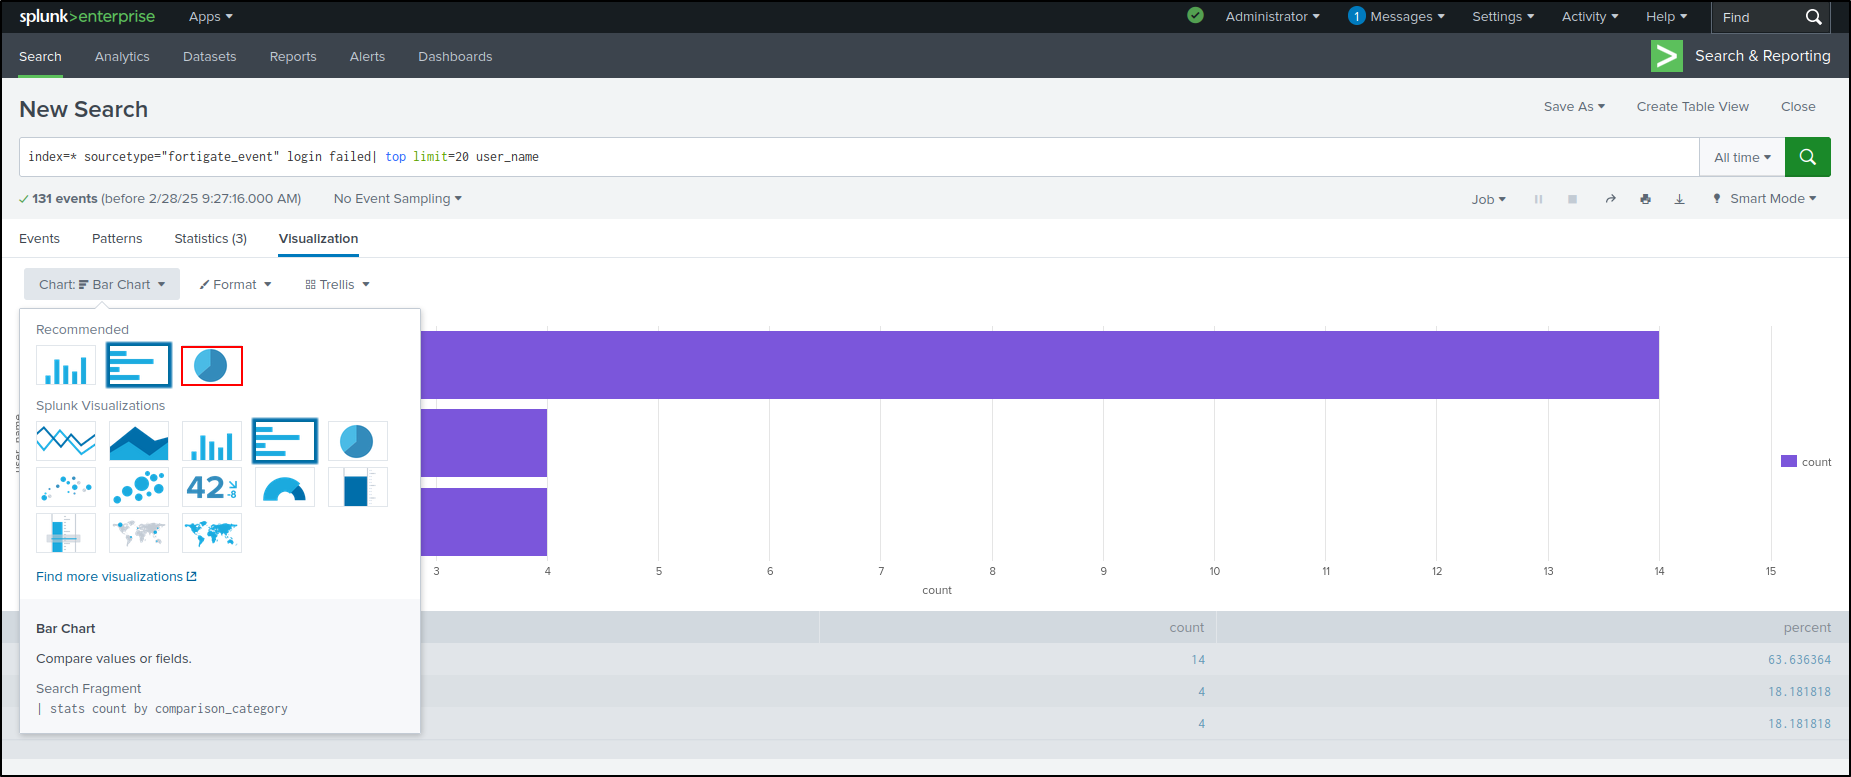 splunk>enterprise Apps Administrator 1 Messages Settings Activity Help Find
Search Analytics Datasets Reports Alerts Dashboards Search & Reporting
New Search Save As Create Table View Close
index=* sourcetype="fortigate_event" login failed| top limit=20 user_name All time
131 events (before 2/28/25 9:27:16.000 AM) No Event Sampling Job Smart Mode
Events Patterns Statistics (3) Visualization
Chart: Bar Chart Format Trellis
Recommended
Splunk Visualizations
42 -8
Find more visualizations
Bar Chart
Compare values or fields.
Search Fragment
| stats count by comparison_category
user_name
count
3 4 5 6 7 8 9 10 11 12 13 14 15
count
count percent
14 63.636364
4 18.181818
4 18.181818